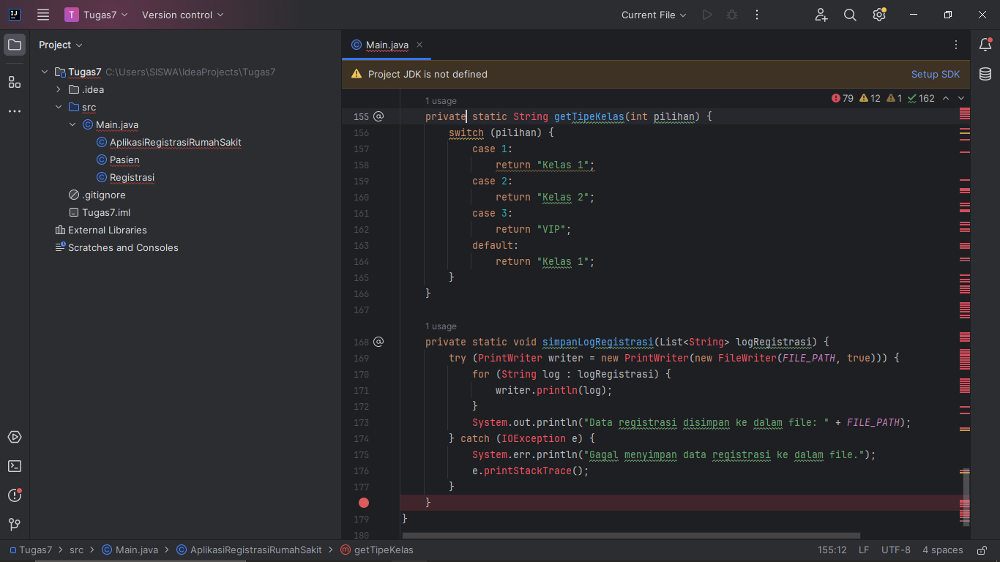 IJ T Tugas7 Version control Current File
Project
Main.java
Tugas7 C:\Users\SISWA\IdeaProjects\Tugas7
.idea
src
Main.java
AplikasiRegistrasiRumahSakit
Pasien
Registrasi
.gitignore
Tugas7.iml
External Libraries
Scratches and Consoles
Project JDK is not defined Setup SDK
79 12 1 162
1 usage
155 @ private static String getTipeKelas(int pilihan) {
156 switch (pilihan) {
157 case 1:
158 return "Kelas 1";
159 case 2:
160 return "Kelas 2";
161 case 3:
162 return "VIP";
163 default:
164 return "Kelas 1";
165 }
166 }
167
1 usage
168 @ private static void simpanLogRegistrasi(List<String> logRegistrasi) {
169 try (PrintWriter writer = new PrintWriter(new FileWriter(FILE_PATH, true))) {
170 for (String log : logRegistrasi) {
171 writer.println(log);
172 }
173 System.out.println("Data registrasi disimpan ke dalam file: " + FILE_PATH);
174 } catch (IOException e) {
175 System.err.println("Gagal menyimpan data registrasi ke dalam file.");
176 e.printStackTrace();
177 }
}
179 }
180
Tugas7 > src > Main.java > AplikasiRegistrasiRumahSakit > getTipeKelas 155:12 LF UTF-8 4 spaces